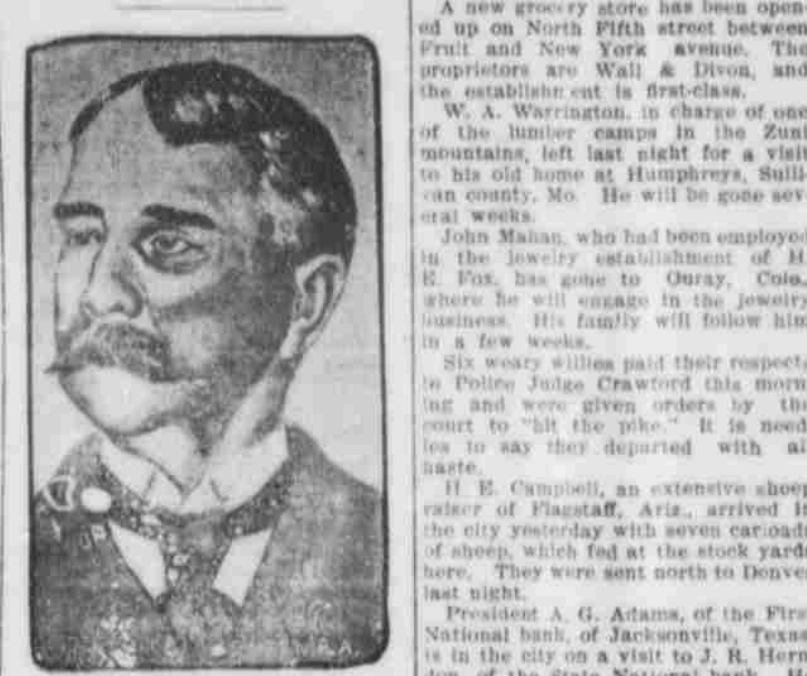 A new grocery store has been open-
ed up on North Fifth street between
Fruit and New York avenue. The
proprietors are Wall & Divon, and
the establishment is first-class.
W. A. Warrington, in charge of one
of the lumber camps in the Zuni
mountains, left last night for a visit
to his old home at Humphreys, Sulli-
van county, Mo. He will be gone sev-
eral weeks.
John Mahan, who had been employed
in the jewelry establishment of H.
E. Fox, has gone to Ouray, Colo.,
where he will engage in the jewelry
business. His family will follow him
in a few weeks.
Six weary willies paid their respects
to Police Judge Crawford this morn
ing and were given orders by the
court to "hit the pike." It is need
les to say they departed with all
haste.
H. E. Campbell, an extensive sheep
raiser of Flagstaff, Ariz., arrived in
the city yesterday with seven carloads
of sheep, which fed at the stock yards
here. They were sent north to Denver
last night.
President A. G. Adams, of the First
National bank, of Jacksonville, Texas
is in the city on a visit to J. R. Hern
don, of the State National bank. H